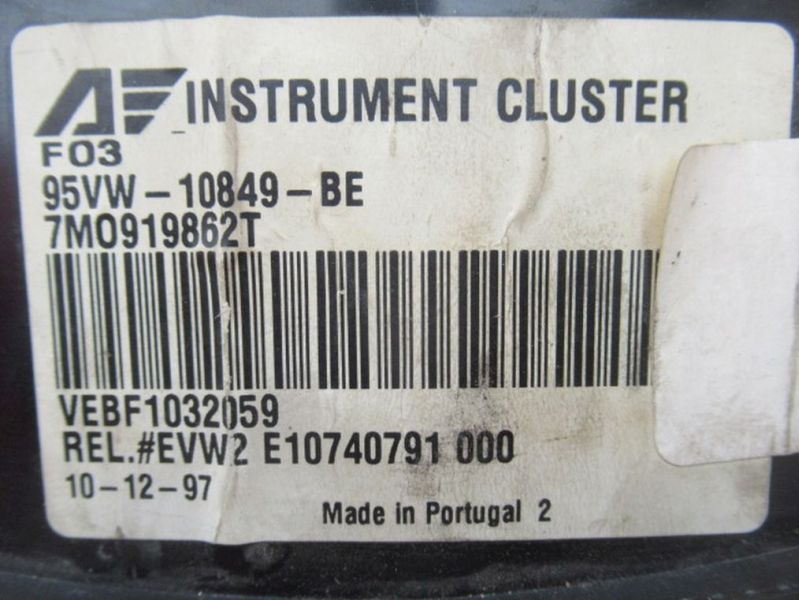 AF INSTRUMENT CLUSTER
F03
95VW-10849-BE
7M0919862T
VEBF1032059
REL.#EVW2 E10740791 000
10-12-97
Made in Portugal 2